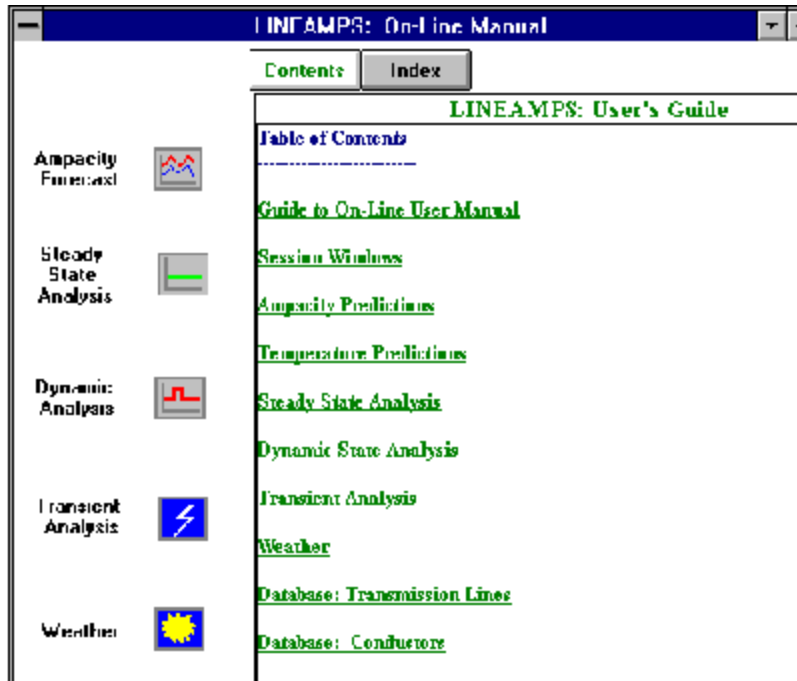 LINEAMPS: On-Line Manual
Contents
Index
LINEAMPS: User's Guide
Table of Contents
----------------------------
Ampacity
Forecast
Guide to On-Line User Manual
Steady
State
Analysis
Session Windows
Ampacity Predictions
Temperature Predictions
Dynamic
Analysis
Steady State Analysis
Dynamic State Analysis
Transient
Analysis
Transient Analysis
Weather
Database: Transmission Lines
Weather
Database: Conductors